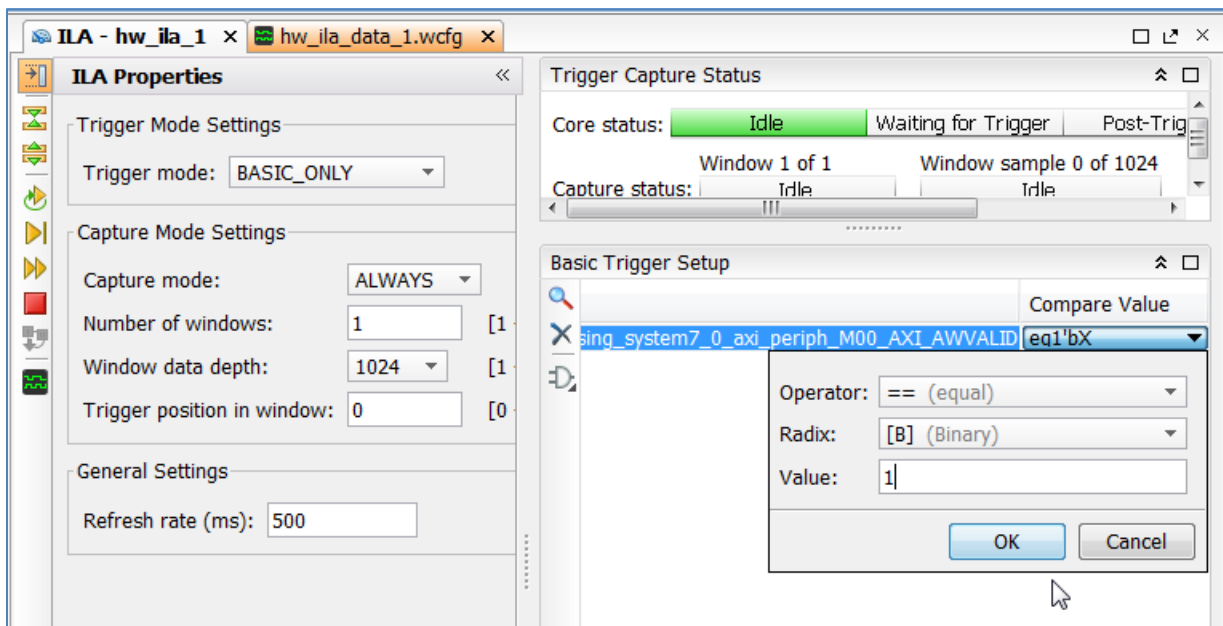 ILA - hw_ila_1 hw_ila_data_1.wcfg
ILA Properties
Trigger Mode Settings
Trigger mode: BASIC_ONLY
Capture Mode Settings
Capture mode: ALWAYS
Number of windows: 1 [1
Window data depth: 1024 [1
Trigger position in window: 0 [0
General Settings
Refresh rate (ms): 500
Trigger Capture Status
Core status: Idle Waiting for Trigger Post-Trig
Window 1 of 1 Window sample 0 of 1024
Capture status: Idle Idle
Basic Trigger Setup
Compare Value
sing_system7_0_axi_periph_M00_AXI_AWVALID eq1'bX
Operator: == (equal)
Radix: [B] (Binary)
Value: 1
OK Cancel